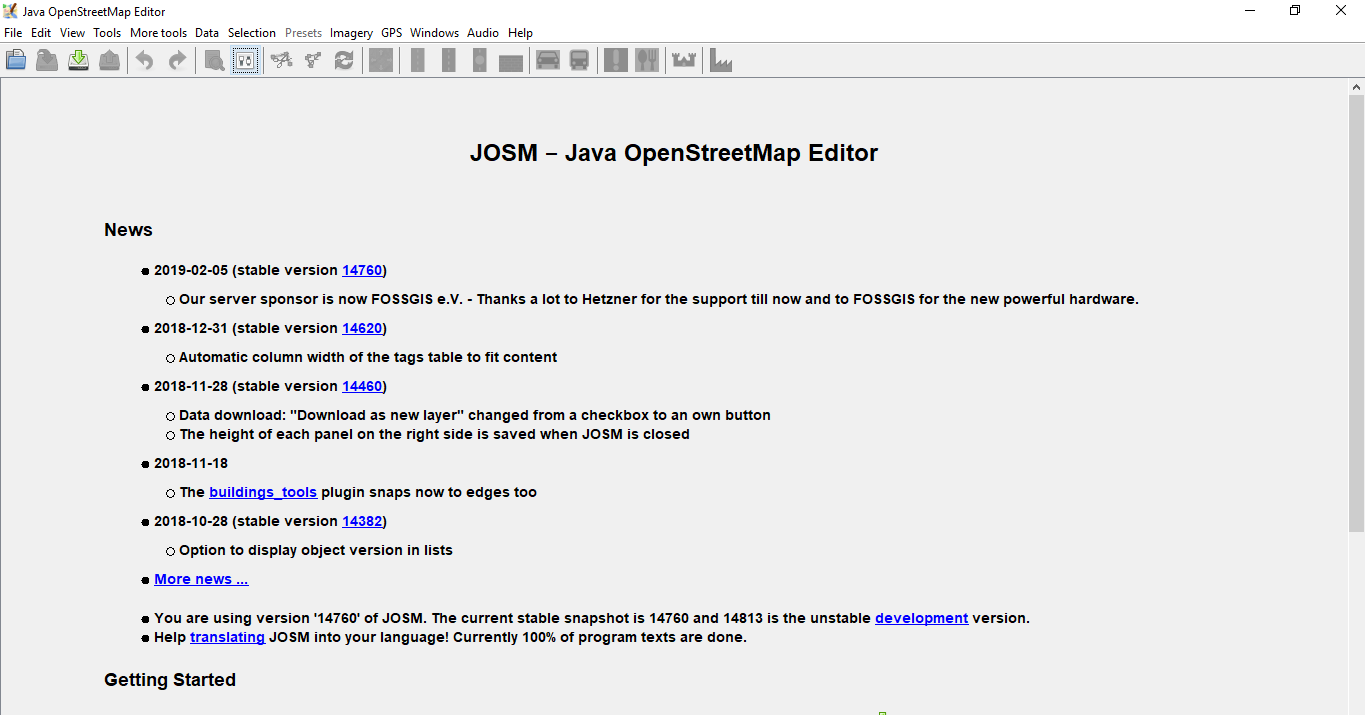 Java OpenStreetMap Editor
File Edit View Tools More tools Data Selection Presets Imagery GPS Windows Audio Help
JOSM – Java OpenStreetMap Editor
News
2019-02-05 (stable version 14760)
Our server sponsor is now FOSSGIS e.V. - Thanks a lot to Hetzner for the support till now and to FOSSGIS for the new powerful hardware.
2018-12-31 (stable version 14620)
Automatic column width of the tags table to fit content
2018-11-28 (stable version 14460)
Data download: "Download as new layer" changed from a checkbox to an own button
The height of each panel on the right side is saved when JOSM is closed
2018-11-18
The buildings_tools plugin snaps now to edges too
2018-10-28 (stable version 14382)
Option to display object version in lists
More news ...
You are using version '14760' of JOSM. The current stable snapshot is 14760 and 14813 is the unstable development version.
Help translating JOSM into your language! Currently 100% of program texts are done.
Getting Started